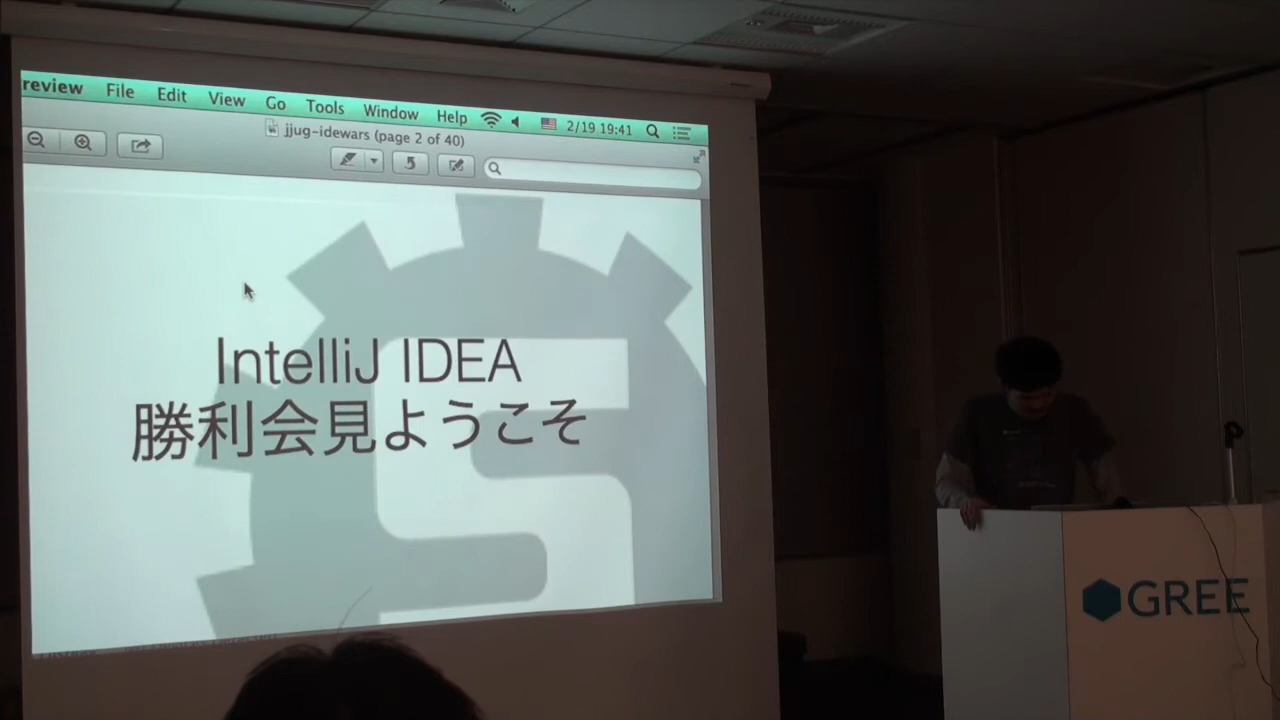 review File Edit View Go Tools Window Help 2/19 19:41
jjug-idewars (page 2 of 40)
IntelliJ IDEA
勝利会見ようこそ
GREE